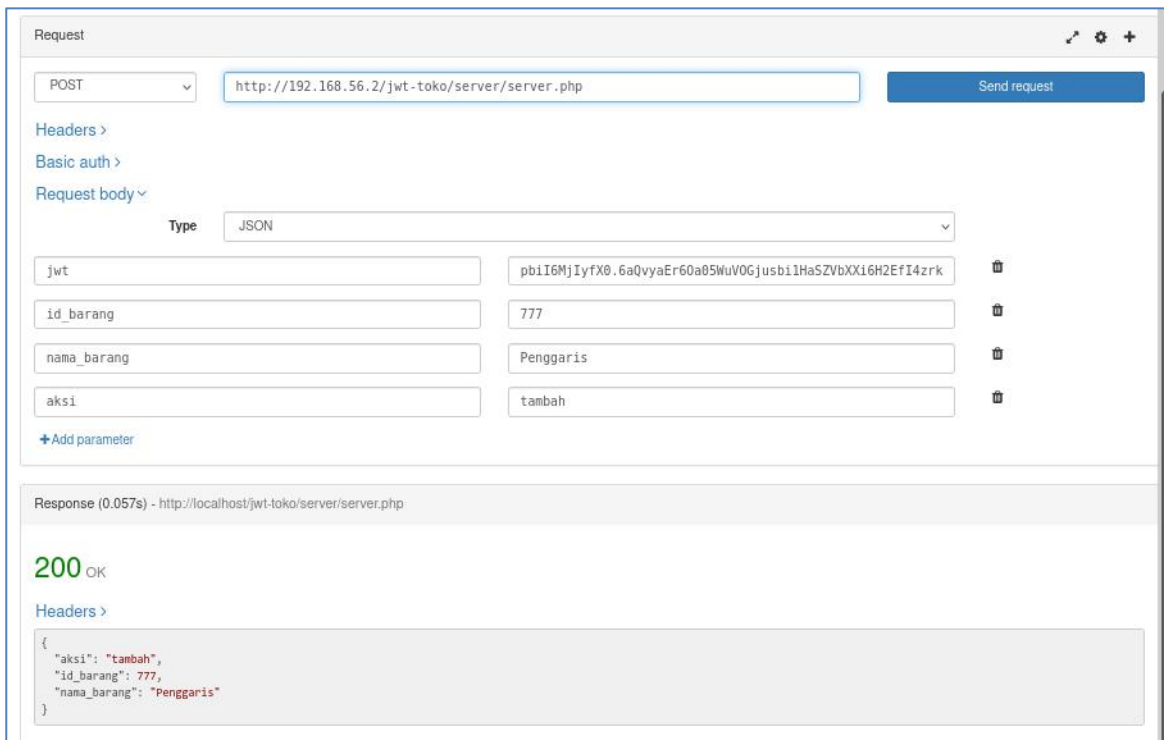 Request
POST http://192.168.56.2/jwt-toko/server/server.php Send request
Headers >
Basic auth >
Request body
Type JSON
jwt pbiI6MjIyfX0.6aQvyaEr6Oa05WuVOGjusbi1HaSZVbXXi6H2EfI4zrk
id_barang 777
nama_barang Penggaris
aksi tambah
+Add parameter
Response (0.057s) - http://localhost/jwt-toko/server/server.php
200 OK
Headers >
{
"aksi": "tambah",
"id_barang": 777,
"nama_barang": "Penggaris"
}